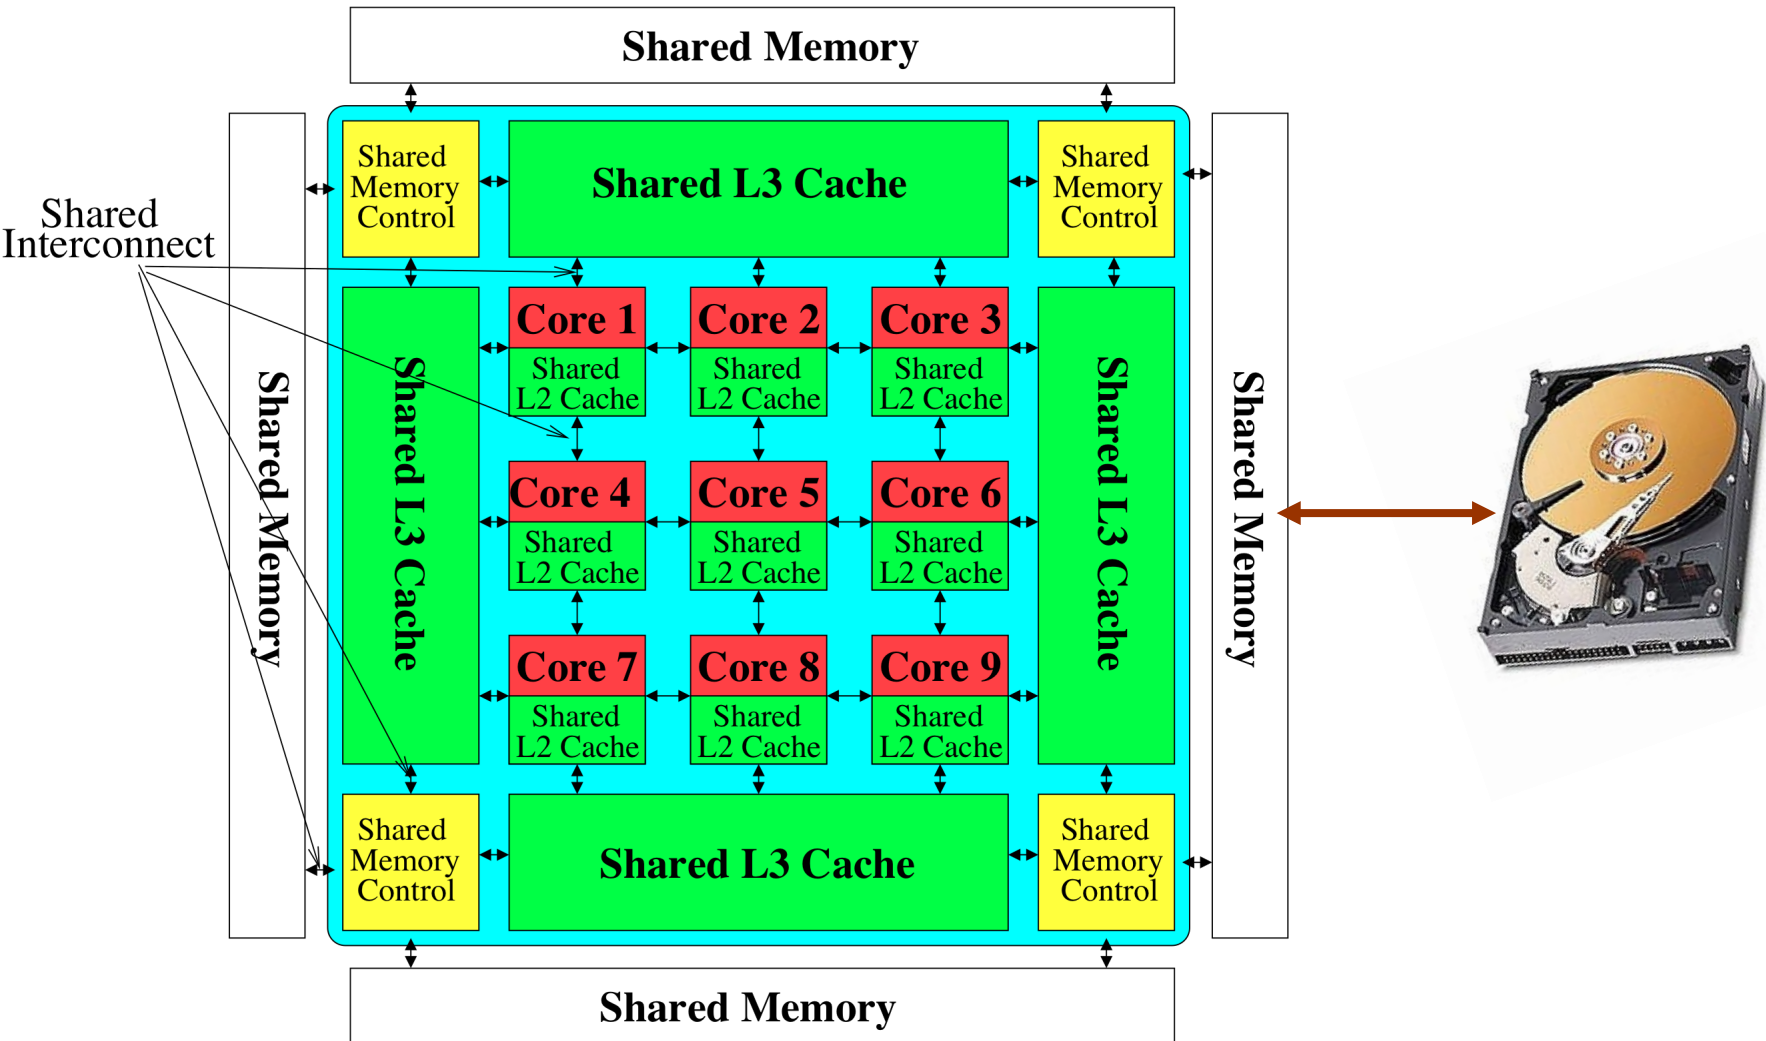 Shared Memory
Shared
Memory
Control
Shared L3 Cache
Shared
Memory
Control
Shared
Interconnect
Shared Memory
Shared L3 Cache
Core 1
Shared
L2 Cache
Core 2
Shared
L2 Cache
Core 3
Shared
L2 Cache
Shared L3 Cache
Shared Memory
Core 4
Shared
L2 Cache
Core 5
Shared
L2 Cache
Core 6
Shared
L2 Cache
Core 7
Shared
L2 Cache
Core 8
Shared
L2 Cache
Core 9
Shared
L2 Cache
Shared
Memory
Control
Shared L3 Cache
Shared
Memory
Control
Shared Memory